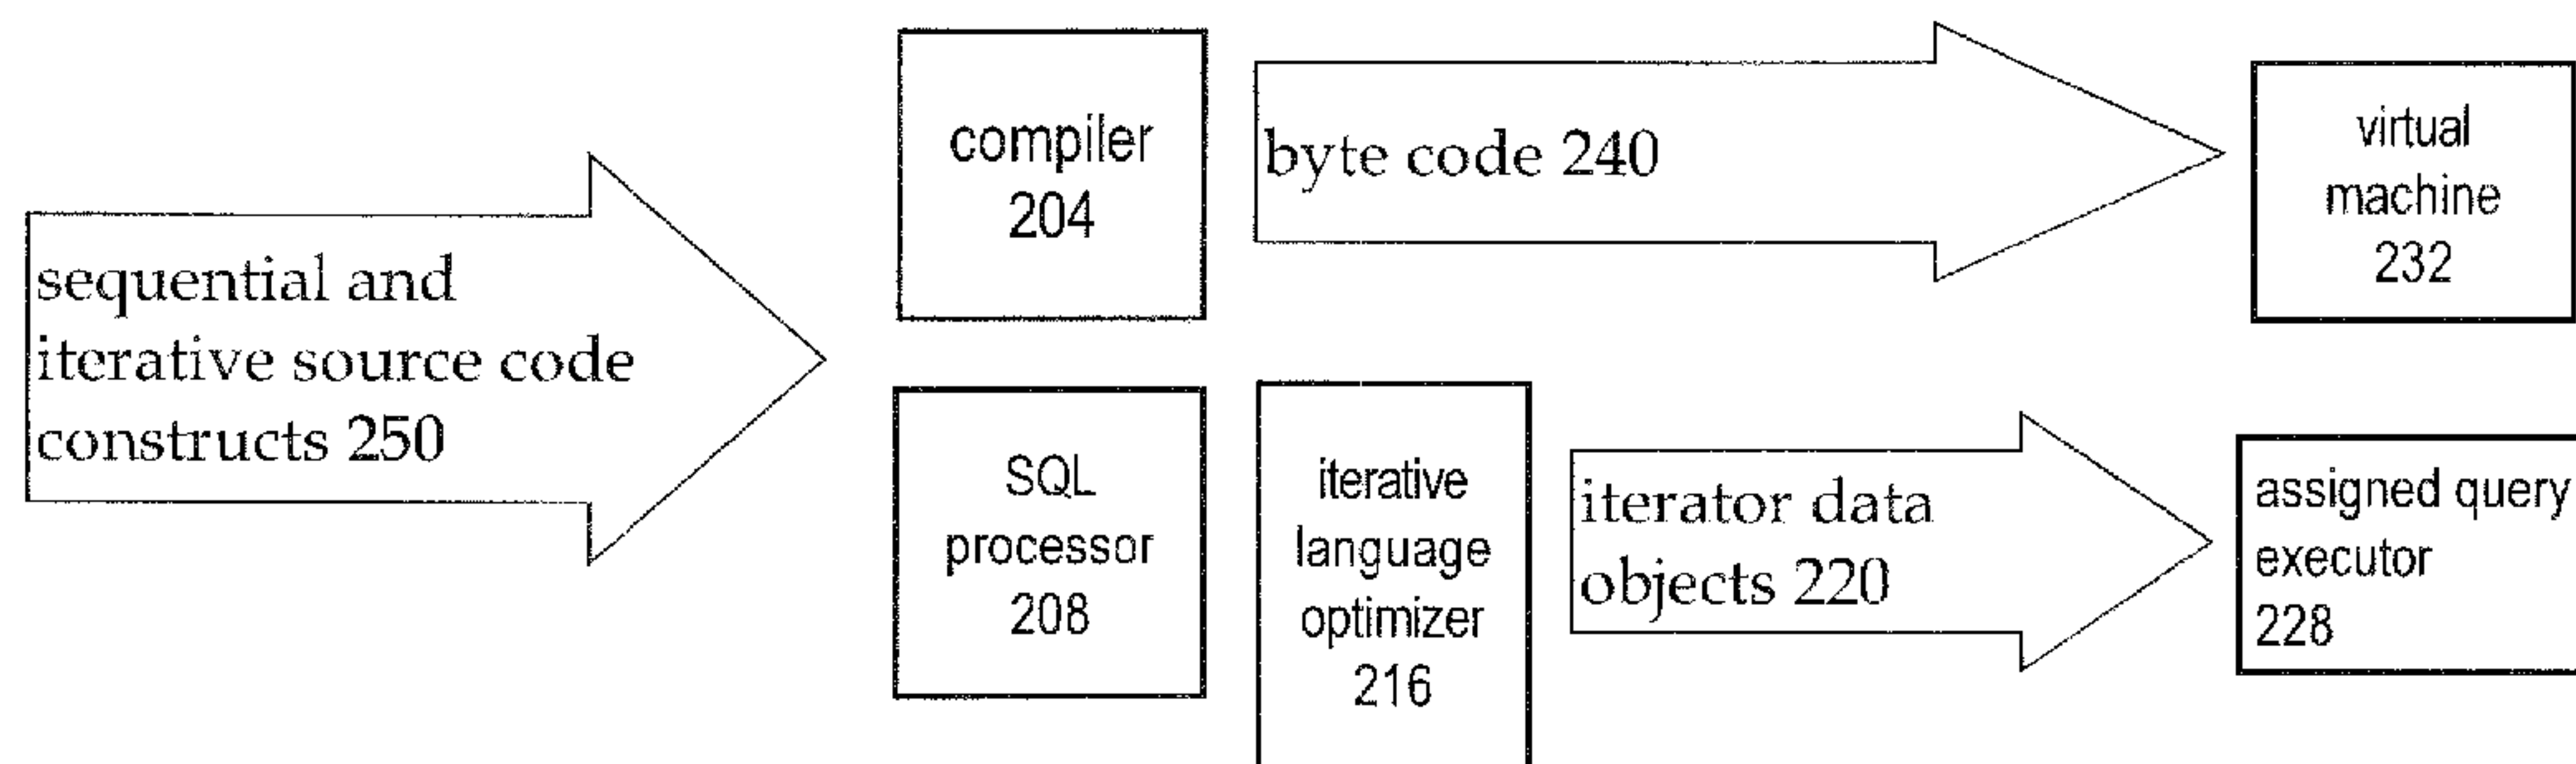 sequential and
iterative source code
constructs 250
compiler
204
byte code 240
virtual
machine
232
SQL
processor
208
iterative
language
optimizer
216
iterator data
objects 220
assigned query
executor
228